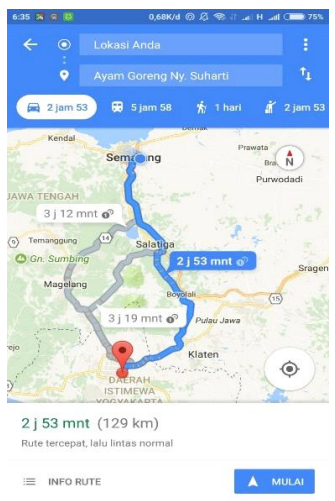 6:35 0,68K/d H 75%
Lokasi Anda
Ayam Goreng Ny. Suharti
2 jam 53 5 jam 58 1 hari 2 jam 53
Kendal
Demak
Semarang
Prawata
N
Purwodadi
JAWA TENGAH
3 j 12 mnt
Temanggung
14
Salatiga
Gn. Sumbing
2 j 53 mnt
Sragen
Magelang
Boyolali
15
3 j 19 mnt
Pulau Jawa
Klaten
DAERAH
ISTIMEWA
YOGYAKARTA
2 j 53 mnt (129 km)
Rute tercepat, lalu lintas normal
INFO RUTE MULAI